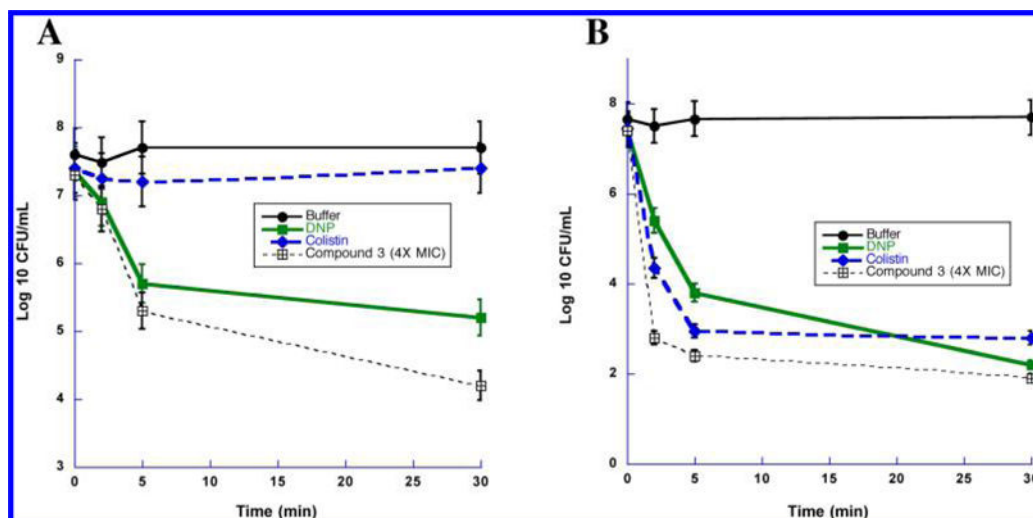 A
9
8
7
6
5
4
3
Log 10 CFU/mL
Buffer
DNP
Colistin
Compound 3 (4X MIC)
0 5 10 15 20 25 30
Time (min)
B
8
6
4
2
0
Log 10 CFU/mL
Buffer
DNP
Colistin
Compound 3 (4X MIC)
0 5 10 15 20 25 30
Time (min)